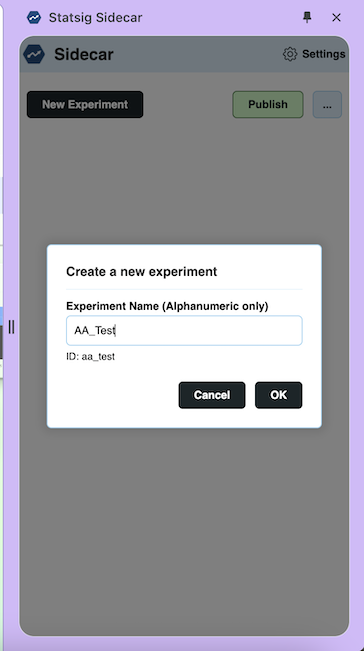 Statsig Sidecar
Sidecar
Settings
New Experiment
Publish
...
Create a new experiment
Experiment Name (Alphanumeric only)
AA_Test
ID: aa_test
Cancel
OK